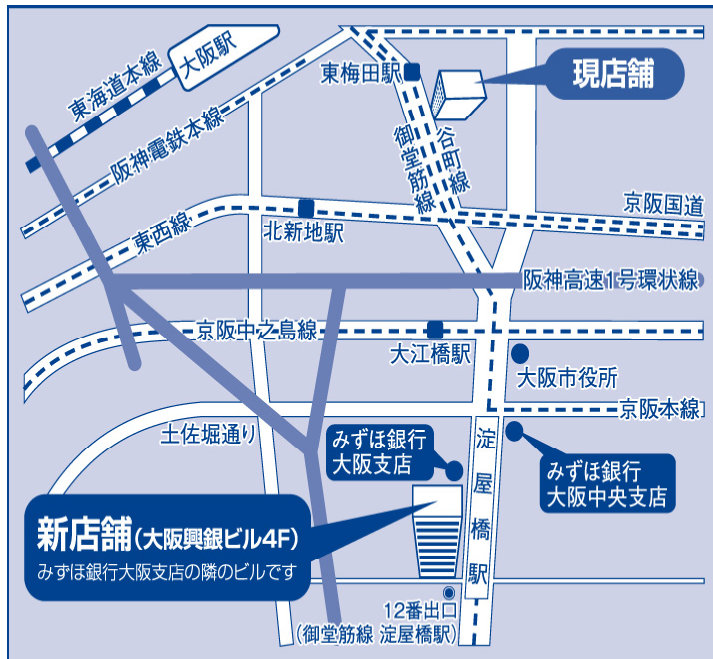 大阪駅
東海道本線
東梅田駅
現店舗
阪神電鉄本線
御堂筋線
谷町線
京阪国道
東西線
北新地駅
阪神高速1号環状線
京阪中之島線
大江橋駅
大阪市役所
京阪本線
土佐堀通り
みずほ銀行
大阪支店
淀屋橋駅
みずほ銀行
大阪中央支店
新店舗(大阪興銀ビル4F)
みずほ銀行大阪支店の隣のビルです
12番出口
(御堂筋線 淀屋橋駅)